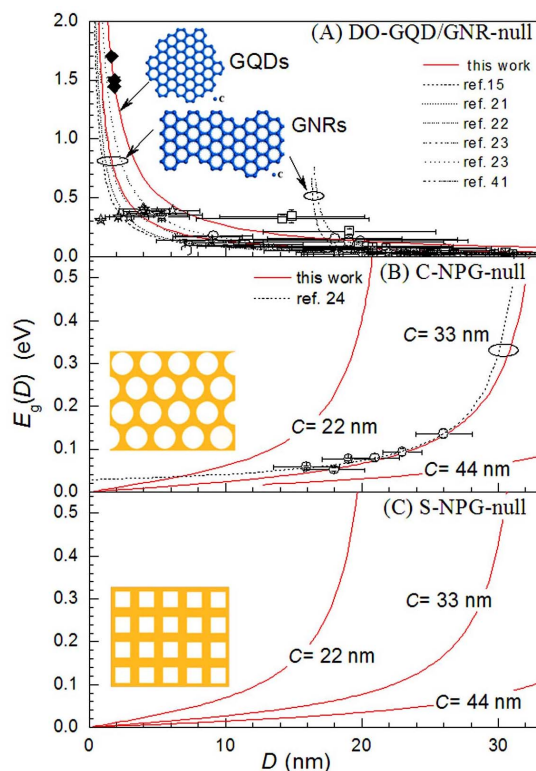 (A) DO-GQD/GNR-null
2.0
GQDs
this work
ref.15
ref. 21
1.5
c
ref. 22
GNRs
ref. 23
ref. 23
1.0
ref. 41
c
0.5
0.0
(B) C-NPG-null
0.5
this work
ref. 24
0.4
C= 33 nm
0.3
C= 22 nm
0.2
0.1
C= 44 nm
0.0
E_g(D) (eV)
(C) S-NPG-null
0.5
0.4
0.3
C= 33 nm
0.2
C= 22 nm
0.1
C= 44 nm
0.0
0 10 20 30
D (nm)